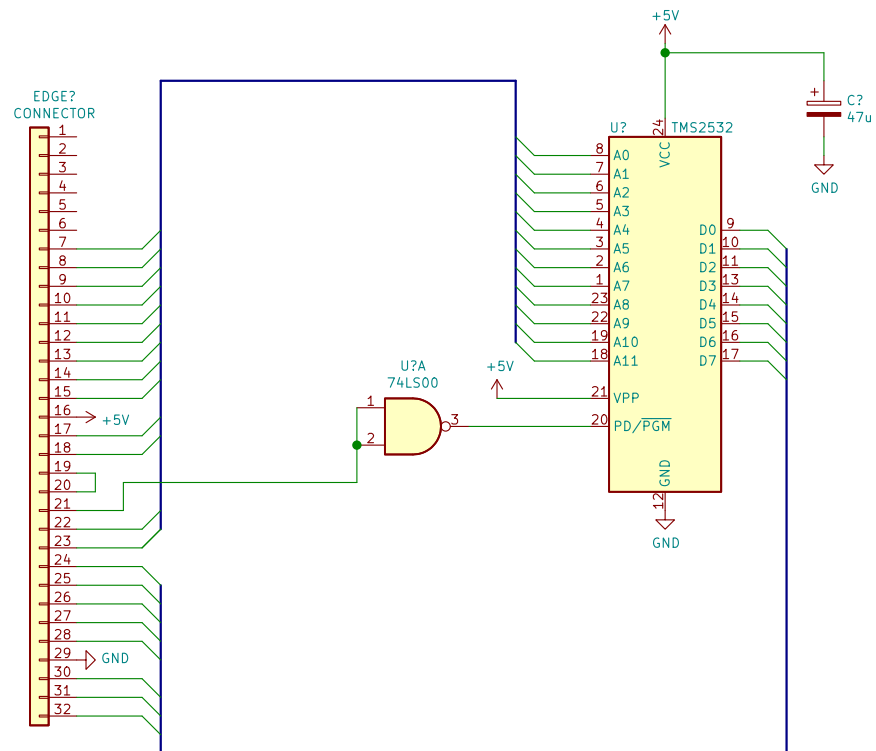 +5V
EDGE?
CONNECTOR
1
2
3
4
5
6
7
8
9
10
11
12
13
14
15
16
+5V
17
18
19
20
21
22
23
24
25
26
27
28
29
GND
30
31
32
U?A
74LS00
1
2
3
+5V
U?
TMS2532
24
VCC
8 A0
7 A1
6 A2
5 A3
4 A4
3 A5
2 A6
1 A7
23 A8
22 A9
19 A10
18 A11
21 VPP
20 PD/PGM
D0 9
D1 10
D2 11
D3 13
D4 14
D5 15
D6 16
D7 17
GND
12
GND
+
C?
47u
GND